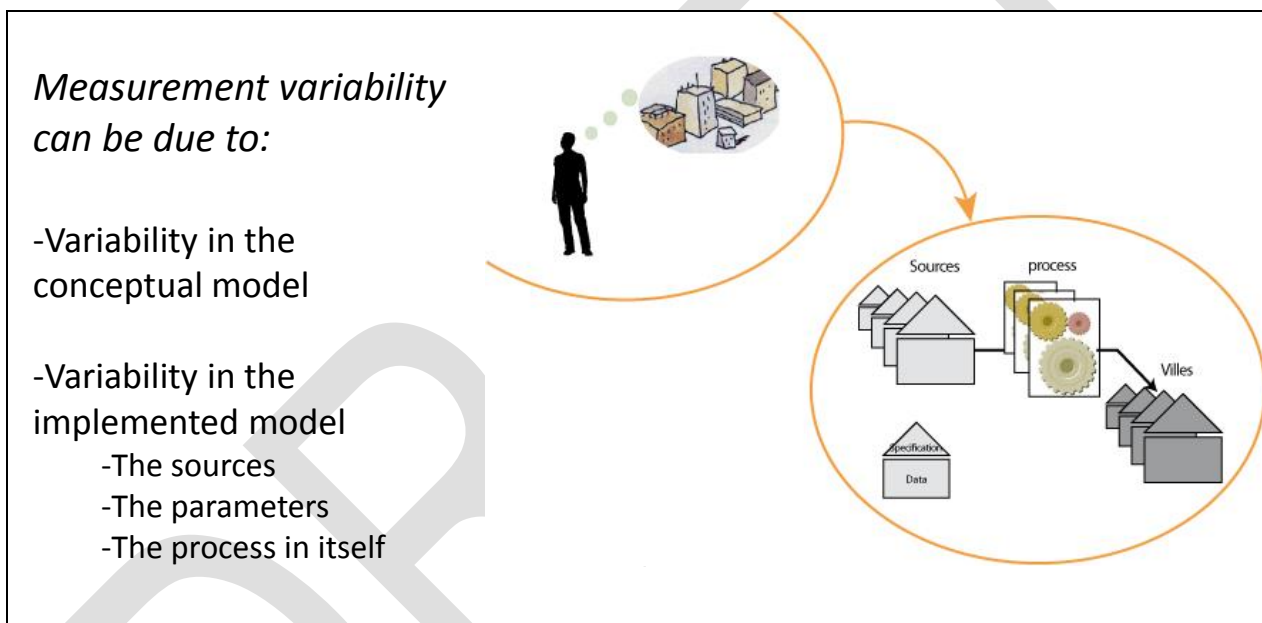 Measurement variability
can be due to:
-Variability in the
conceptual model
-Variability in the
implemented model
-The sources
-The parameters
-The process in itself
Sources
process
Villes
Specification
Data